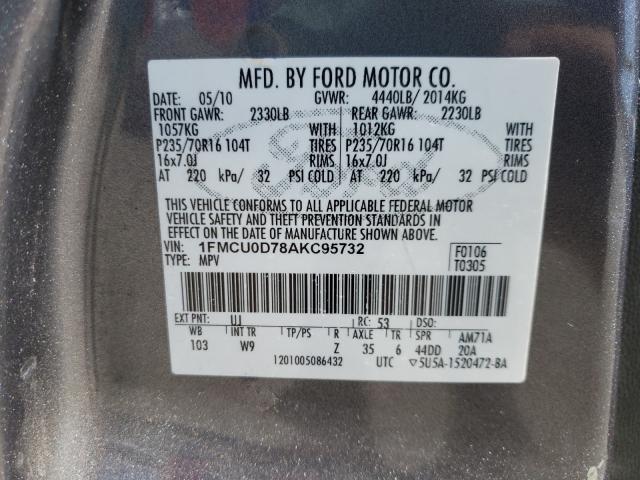 MFD. BY FORD MOTOR CO.
DATE: 05/10 GVWR: 4440LB/ 2014KG
FRONT GAWR: 2330LB REAR GAWR: 2230LB
1057KG WITH 1012KG WITH
P235/70R16 104T TIRES P235/70R16 104T TIRES
16x7.0J RIMS 16x7.0J RIMS
AT 220 kPa/ 32 PSI COLD AT 220 kPa/ 32 PSI COLD
Ford
THIS VEHICLE CONFORMS TO ALL APPLICABLE FEDERAL MOTOR
VEHICLE SAFETY AND THEFT PREVENTION STANDARDS IN
EFFECT ON THE DATE OF MANUFACTURE SHOWN ABOVE.
VIN: 1FMCU0D78AKC95732 F0106
TYPE: MPV T0305
EXT PNT: UJ RC: 53 DSO:
WB INT TR TP/PS R AXLE TR SPR AM71A
103 W9 Z 35 6 44DD 20A
1201005086432 UTC ▽5U5A-1520472-BA